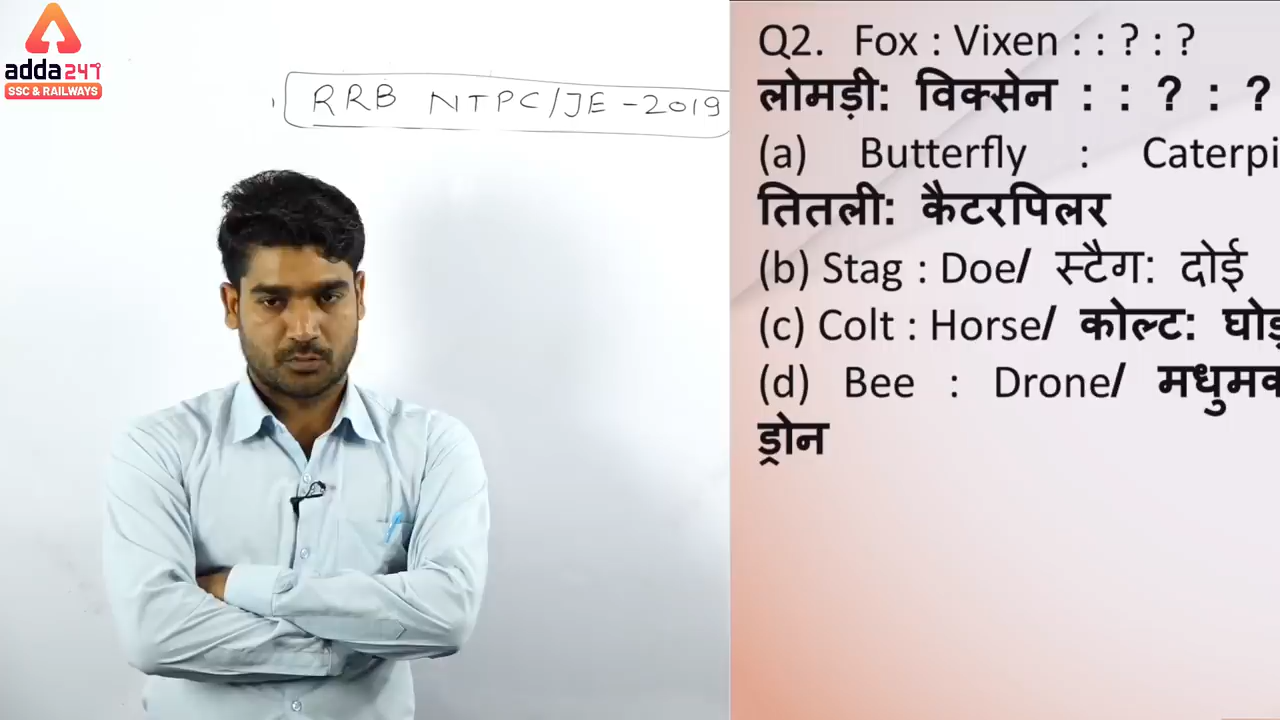 adda247
SSC & RAILWAYS
RRB NTPC/JE-2019
Q2. Fox : Vixen : : ? : ?
लोमड़ी: विक्सेन : : ? : ?
(a) Butterfly : Caterpi
तितली: कैटरपिलर
(b) Stag : Doe/ स्टैग: दोई
(c) Colt : Horse/ कोल्ट: घोड़
(d) Bee : Drone/ मधुमक
ड्रोन